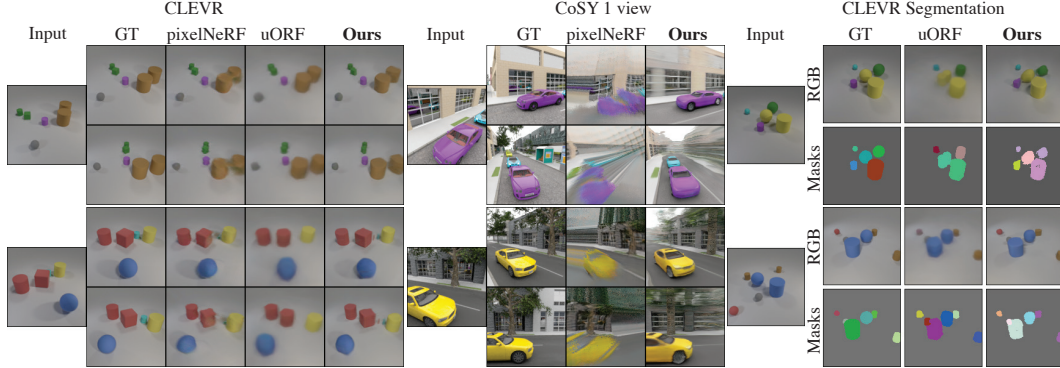 CLEVR
CoSY 1 view
CLEVR Segmentation
Input
GT
pixelNeRF
uORF
Ours
Input
GT
pixelNeRF
Ours
Input
GT
uORF
Ours
RGB
Masks
RGB
Masks